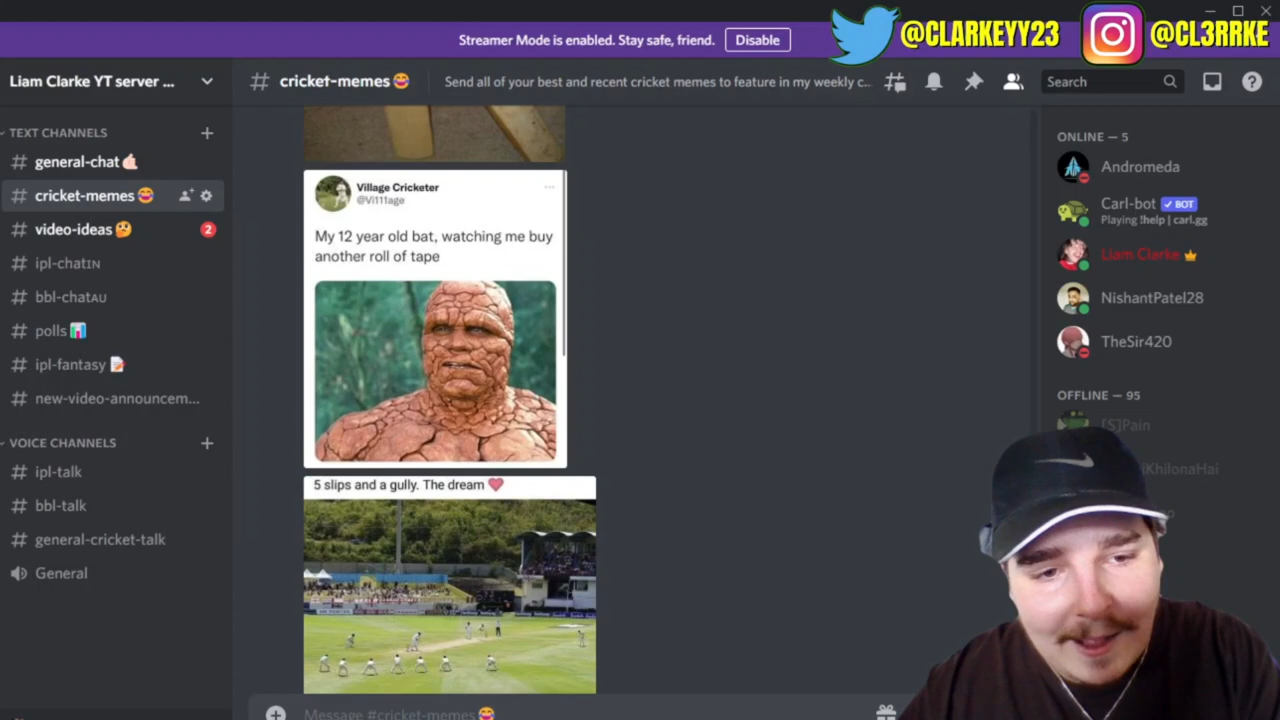 @CLARKEYY23
@CL3RRKE
Streamer Mode is enabled. Stay safe, friend.
Disable
Liam Clarke YT server ...
# cricket-memes😂
Send all of your best and recent cricket memes to feature in my weekly c...
Search
TEXT CHANNELS
# general-chat🤙🏻
# cricket-memes😂
# video-ideas🤔
2
# ipl-chatIN
# bbl-chatAU
# polls📊
# ipl-fantasy📝
# new-video-announcem...
VOICE CHANNELS
# ipl-talk
# bbl-talk
# general-cricket-talk
General
Village Cricketer
@Vi111age
My 12 year old bat, watching me buy
another roll of tape
5 slips and a gully. The dream ❤
Message #cricket-memes😂
ONLINE — 5
Andromeda
Carl-bot
✓ BOT
Playing !help | carl.gg
Liam Clarke
NishantPatel28
TheSir420
OFFLINE — 95
[S]Pain
iKhilonaHai